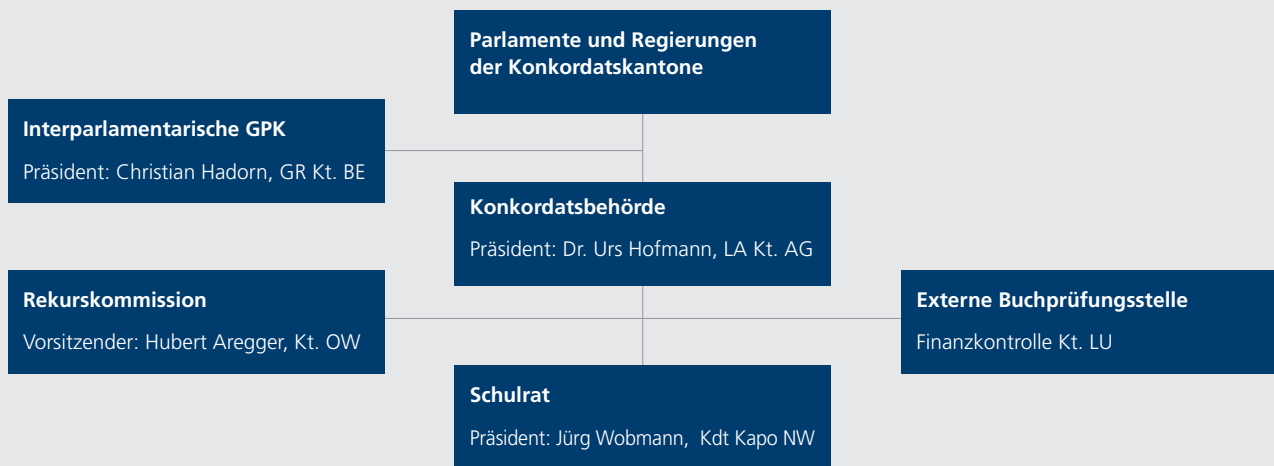 Parlamente und Regierungen
der Konkordatskantone
Interparlamentarische GPK
Präsident: Christian Hadorn, GR Kt. BE
Konkordatsbehörde
Präsident: Dr. Urs Hofmann, LA Kt. AG
Rekurskommission
Vorsitzender: Hubert Aregger, Kt. OW
Externe Buchprüfungsstelle
Finanzkontrolle Kt. LU
Schulrat
Präsident: Jürg Wobmann, Kdt Kapo NW